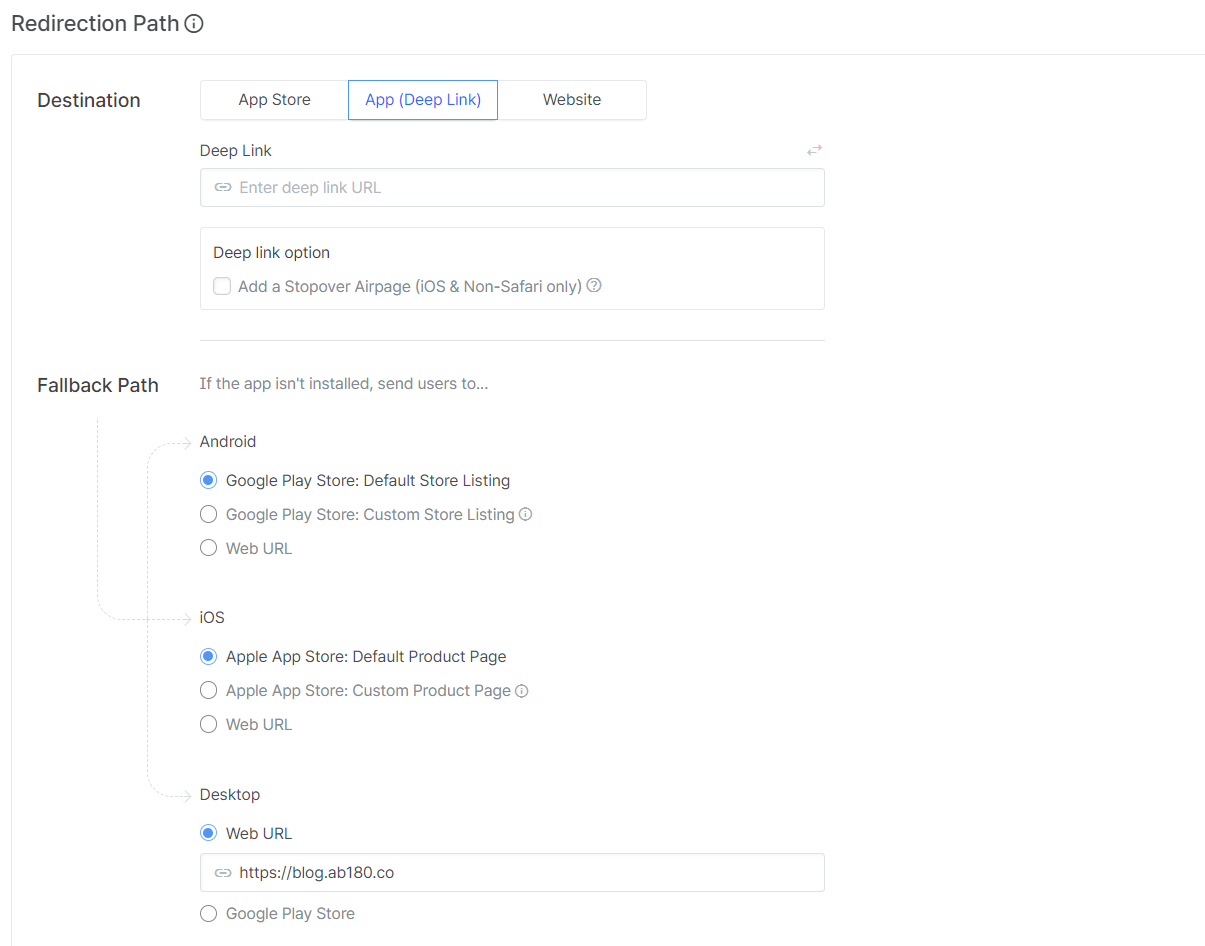 Redirection Path
Destination
App Store
App (Deep Link)
Website
Deep Link
Enter deep link URL
Deep link option
Add a Stopover Airpage (iOS & Non-Safari only)
Fallback Path
If the app isn't installed, send users to...
Android
Google Play Store: Default Store Listing
Google Play Store: Custom Store Listing
Web URL
iOS
Apple App Store: Default Product Page
Apple App Store: Custom Product Page
Web URL
Desktop
Web URL
https://blog.ab180.co
Google Play Store